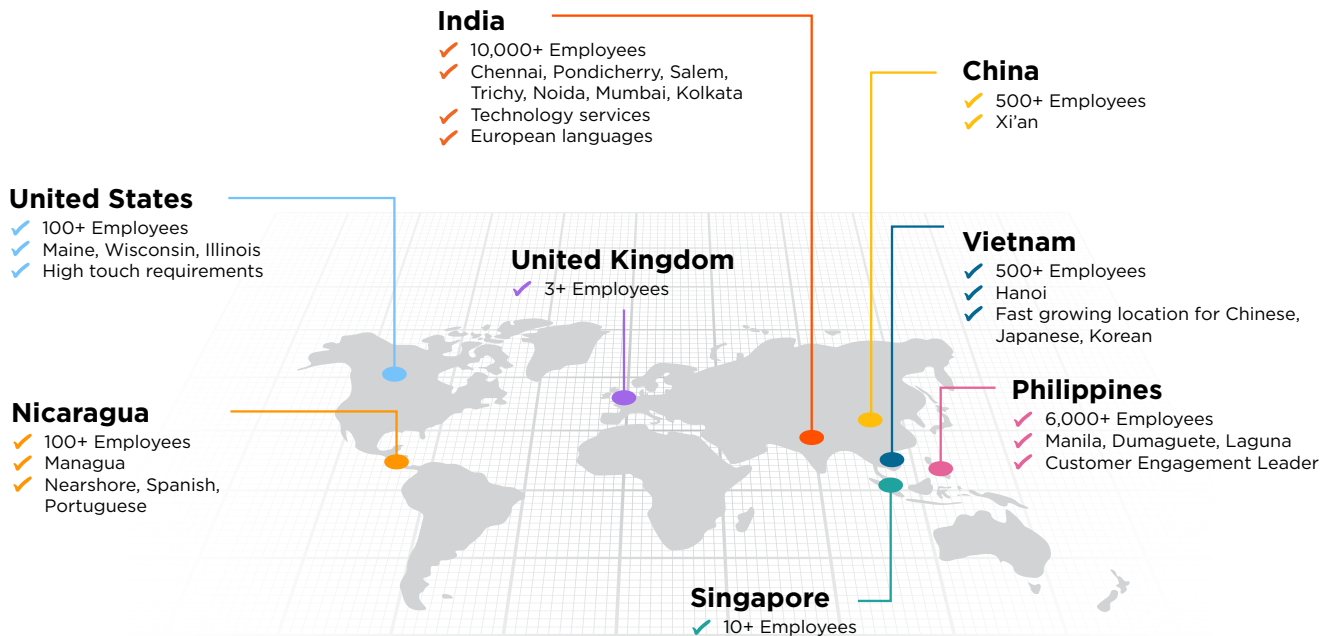 India
10,000+ Employees
Chennai, Pondicherry, Salem,
Trichy, Noida, Mumbai, Kolkata
Technology services
European languages
China
500+ Employees
Xi’an
United States
100+ Employees
Maine, Wisconsin, Illinois
High touch requirements
United Kingdom
3+ Employees
Vietnam
500+ Employees
Hanoi
Fast growing location for Chinese,
Japanese, Korean
Nicaragua
100+ Employees
Managua
Nearshore, Spanish,
Portuguese
Philippines
6,000+ Employees
Manila, Dumaguete, Laguna
Customer Engagement Leader
Singapore
10+ Employees